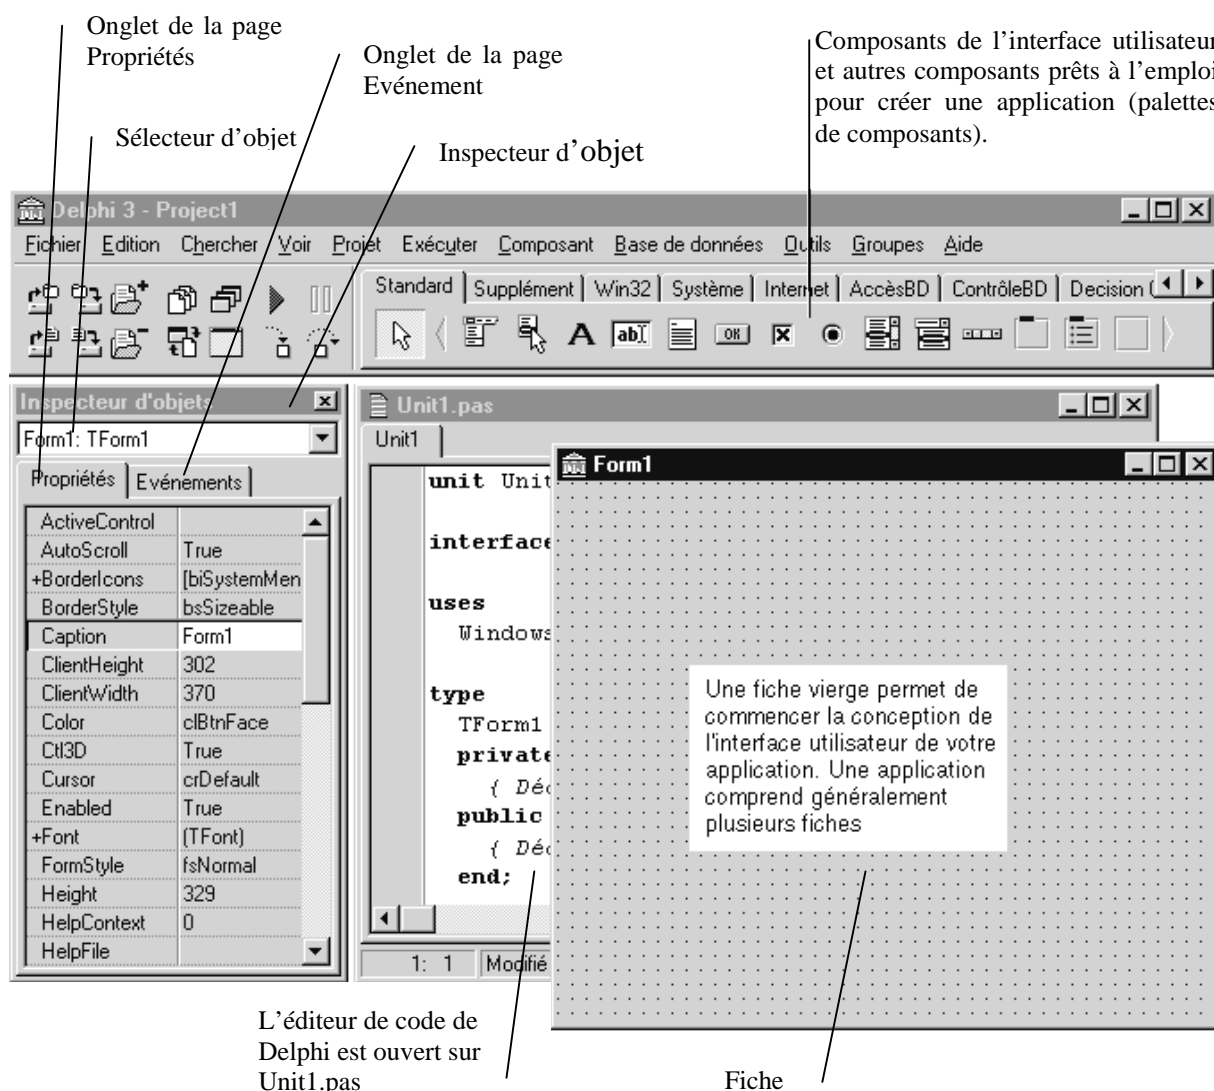 Onglet de la page
Propriétés
Onglet de la page
Evénement
Composants de l'interface utilisateur
et autres composants prêts à l'emploi
pour créer une application (palettes
de composants).
Sélecteur d'objet
Inspecteur d'objet
Delphi 3 - Project1
Fichier Edition Chercher Voir Projet Exécuter Composant Base de données Outils Groupes Aide
Standard Supplément Win32 Système Internet AccèsBD ContrôleBD Decision
A ab OK
Inspecteur d'objets
Form1: TForm1
Propriétés Evénements
ActiveControl
AutoScroll True
+BorderIcons [biSystemMen
BorderStyle bsSizeable
Caption Form1
ClientHeight 302
ClientWidth 370
Color clBtnFace
Ctl3D True
Cursor crDefault
Enabled True
+Font (TFont)
FormStyle fsNormal
Height 329
HelpContext 0
HelpFile
Unit1.pas
Unit1
unit Unit
interface
uses
Windows
type
TForm1
private
{ Déc
public
{ Déc
end;
1: 1 Modifié
Form1
Une fiche vierge permet de
commencer la conception de
l'interface utilisateur de votre
application. Une application
comprend généralement
plusieurs fiches
L'éditeur de code de
Delphi est ouvert sur
Unit1.pas
Fiche